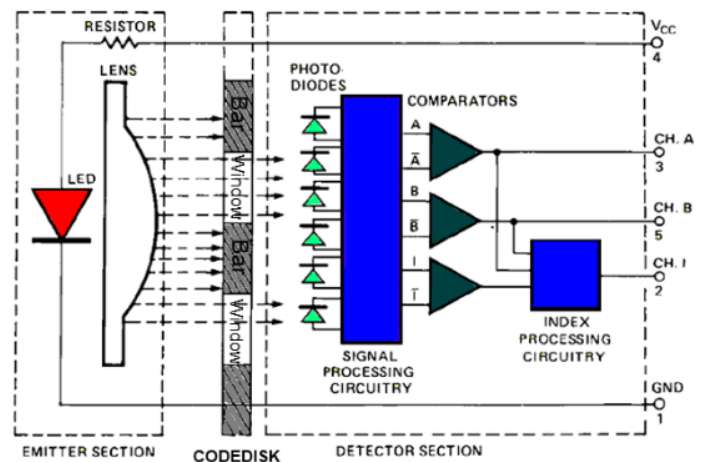 RESISTOR
LENS
LED
Bar
Window
Bar
Window
PHOTO-
DIODES
COMPARATORS
A
A̅
B
B̅
I
I̅
SIGNAL
PROCESSING
CIRCUITRY
INDEX
PROCESSING
CIRCUITRY
VCC
4
CH. A
3
CH. B
5
CH. I
2
GND
1
EMITTER SECTION
CODEDISK
DETECTOR SECTION